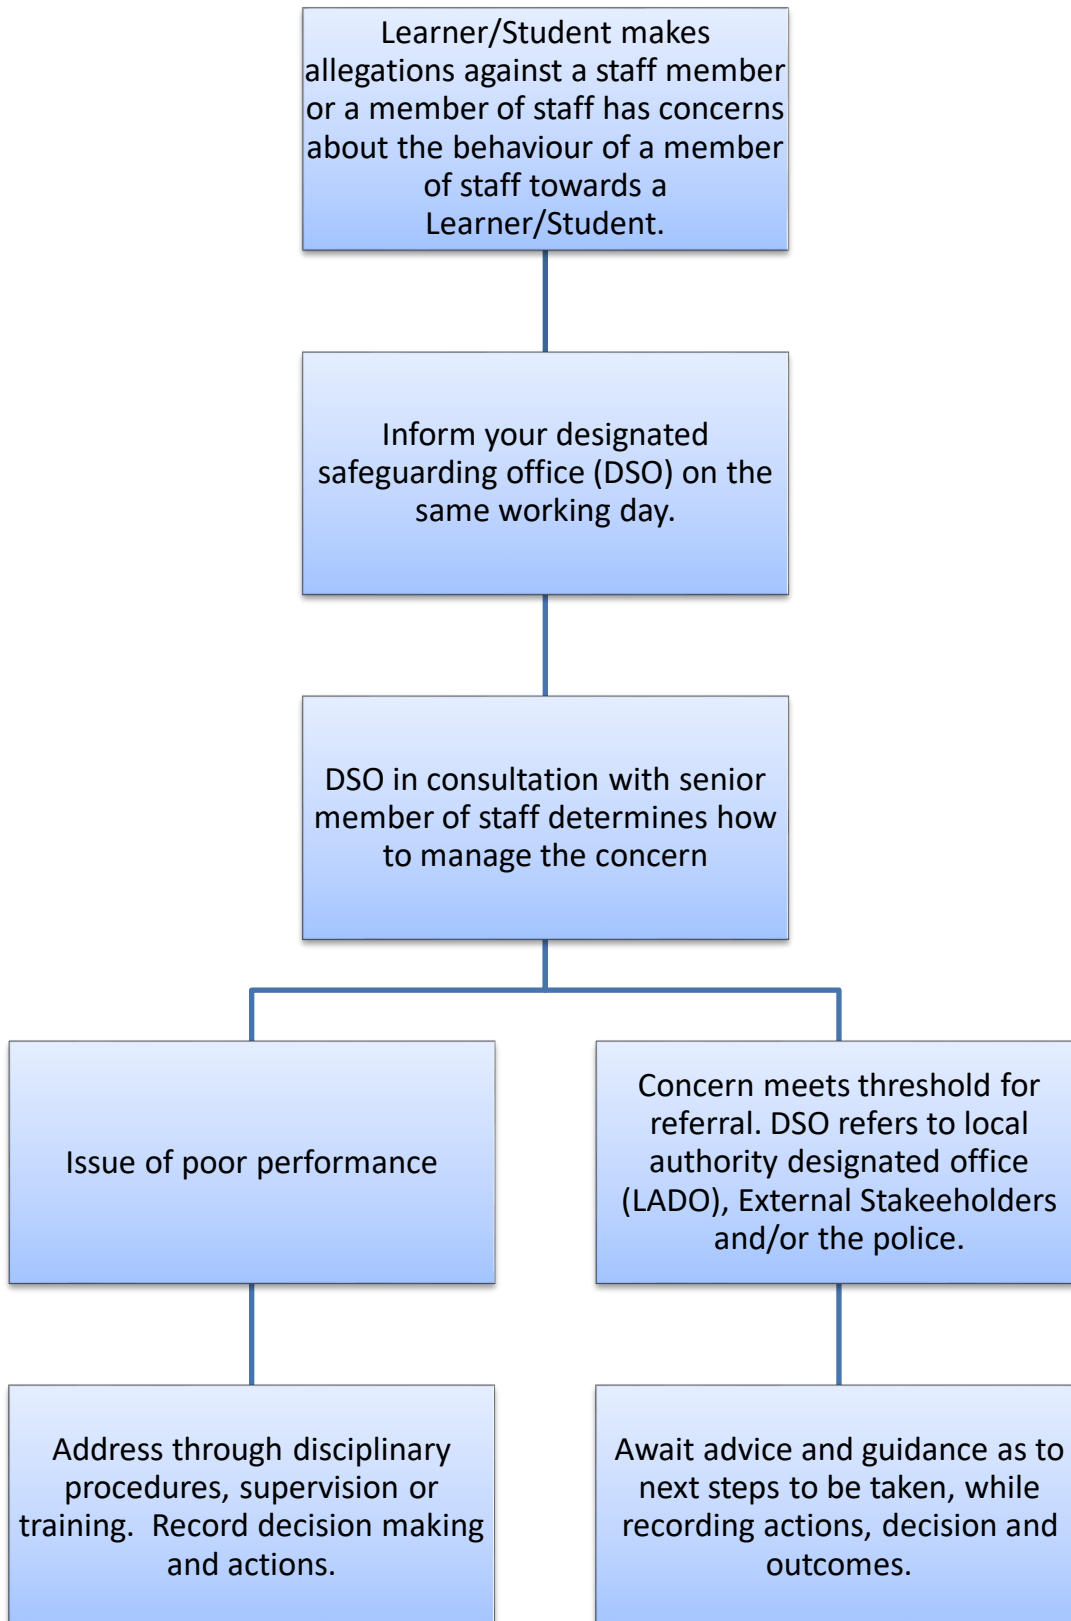 Learner/Student makes
allegations against a staff member
or a member of staff has concerns
about the behaviour of a member
of staff towards a
Learner/Student.
Inform your designated
safeguarding office (DSO) on the
same working day.
DSO in consultation with senior
member of staff determines how
to manage the concern
Issue of poor performance
Concern meets threshold for
referral. DSO refers to local
authority designated office
(LADO), External Stakeeholders
and/or the police.
Address through disciplinary
procedures, supervision or
training.  Record decision making
and actions.
Await advice and guidance as to
next steps to be taken, while
recording actions, decision and
outcomes.